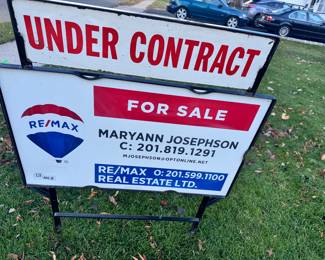 UNDER CONTRACT
FOR SALE
RE/MAX
MARYANN JOSEPHSON
C: 201.819.1291
MJOSEPHSON@OPTONLINE.NET
RE/MAX O: 201.599.1100
REAL ESTATE LTD.